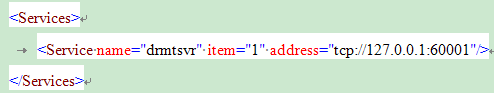 <Services>
<Service name="drmtsvr" item="1" address="tcp://127.0.0.1:60001"/>
</Services>